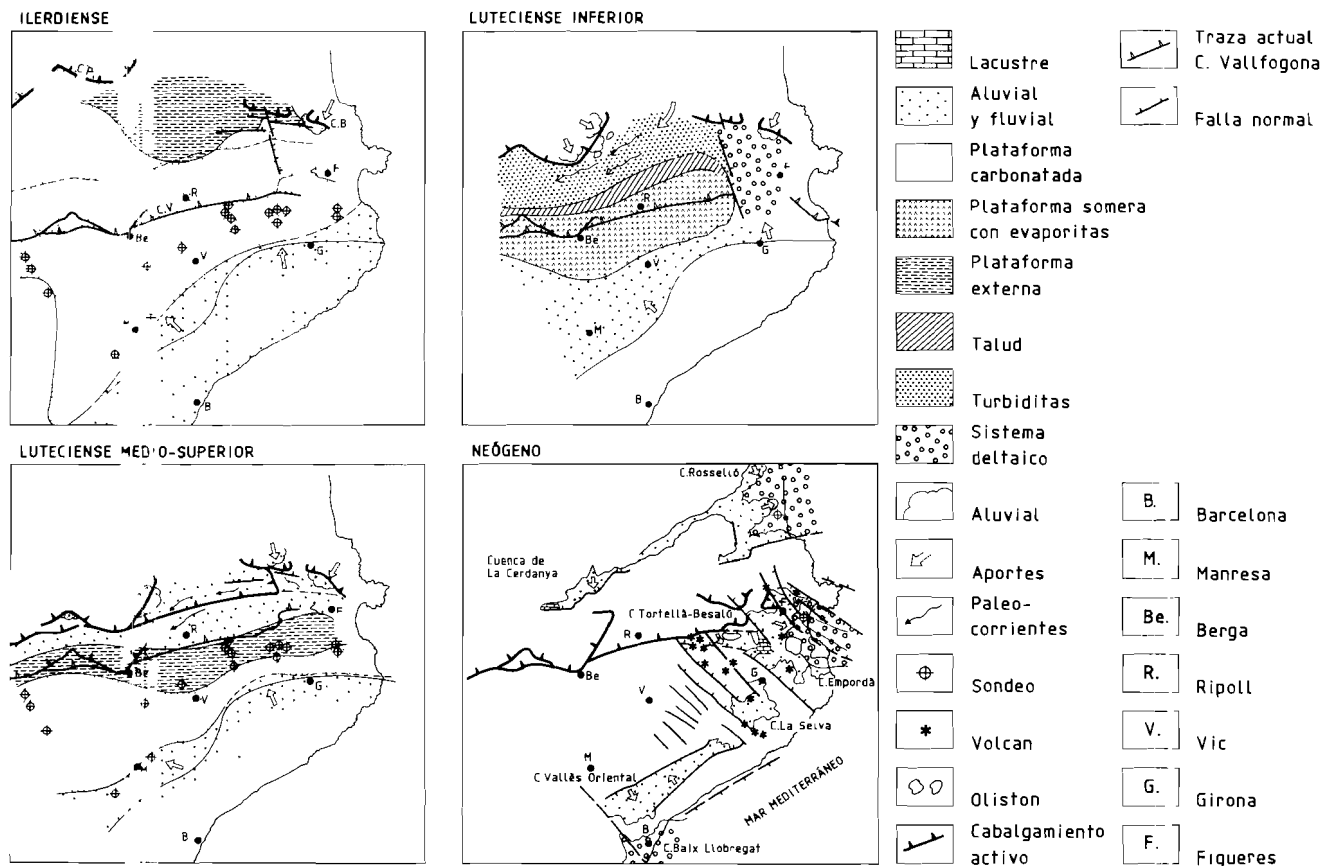 ILERDIENSE
C.P.
C.B
F
R
C.V
Be
V
G
B
LUTECIENSE INFERIOR
F
R
Be
G
V
M
B
LUTECIENSE MEDIO-SUPERIOR
F
R
Be
G
V
M
B
NEÓGENO
C.Rosselló
Cuenca de
La Cerdanya
C Tortellà-Besalú
R
Be
G
C.Empordà
V
C.La Selva
M
C Vallès Oriental
MAR MEDITERRÁNEO
B
C.Baix Llobregat
Lacustre
Aluvial
y fluvial
Plataforma
carbonatada
Plataforma somera
con evaporitas
Plataforma
externa
Talud
Turbiditas
Sistema
deltaico
Aluvial
Aportes
Paleo-
corrientes
Sondeo
Volcan
Oliston
Cabalgamiento
activo
Traza actual
C. Vallfogona
Falla normal
B. Barcelona
M. Manresa
Be. Berga
R. Ripoll
V. Vic
G. Girona
F. Figueres